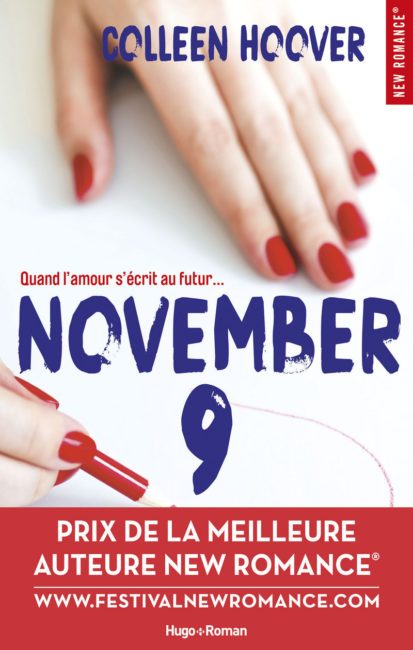 COLLEEN HOOVER
NEW ROMANCE®
Quand l'amour s'écrit au futur...
NOVEMBER
9
PRIX DE LA MEILLEURE
AUTEURE NEW ROMANCE®
WWW.FESTIVALNEWROMANCE.COM
Hugo+Roman